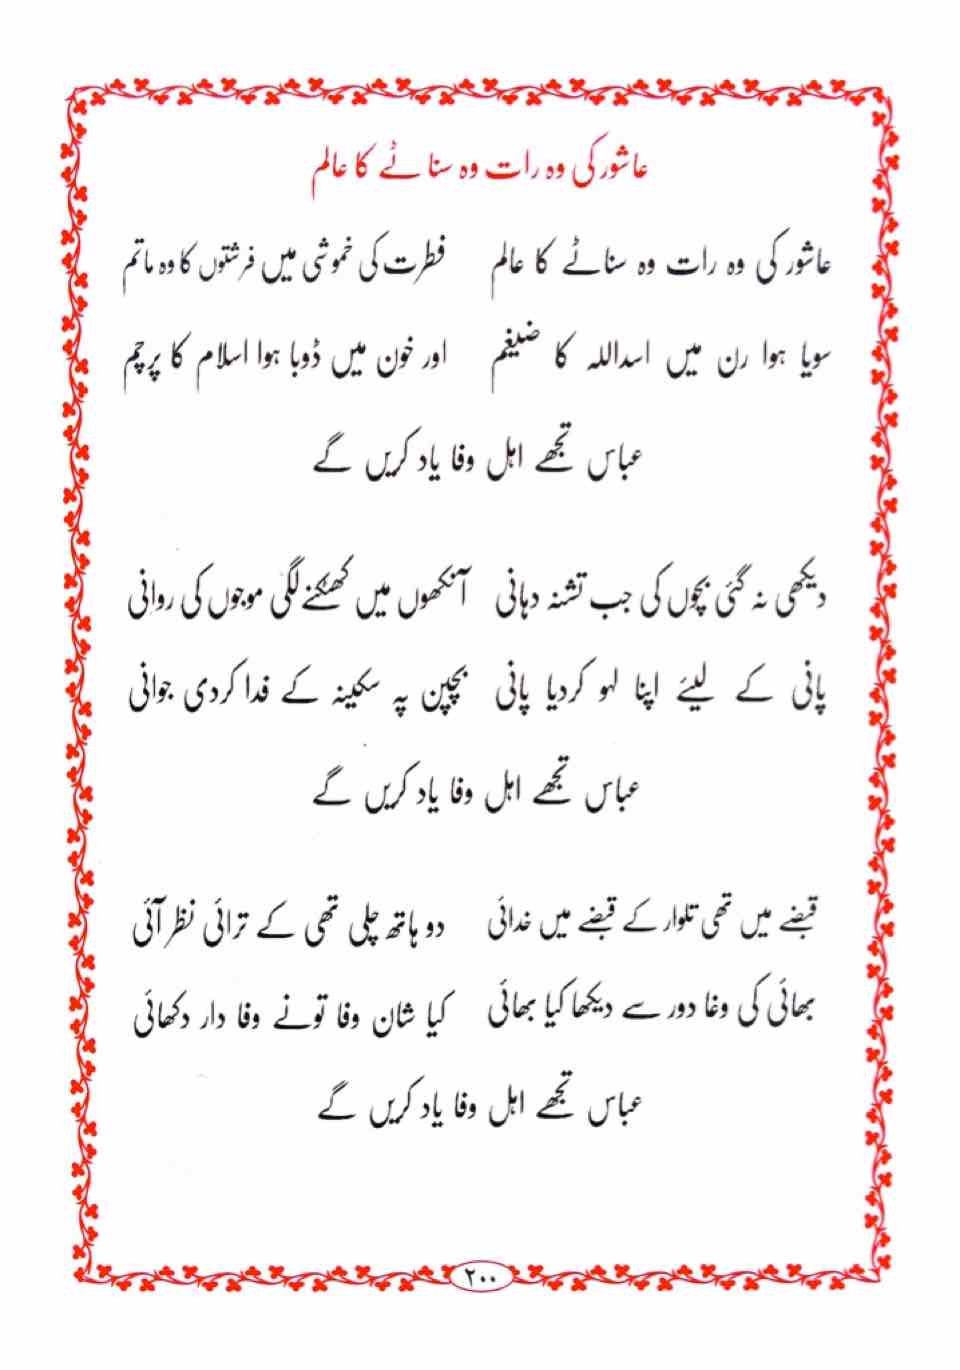 عاشور کی وہ رات وہ سناٹے کا عالم
عاشور کی وہ رات وہ سناٹے کا عالم فطرت کی خموشی میں فرشتوں کا وہ ماتم
سویا ہوا رن میں اسداللہ کا ضیغم اور خون میں ڈوبا ہوا اسلام کا پرچم
عباس تجھے اہل وفا یاد کریں گے
دیکھی نہ گئی بچوں کی جب تشنہ دہانی آنکھوں میں کھٹکنے لگی موجوں کی روانی
پانی کے لیئے اپنا لہو کردیا پانی بچپن پہ سکینہ کے فدا کردی جوانی
عباس تجھے اہل وفا یاد کریں گے
قبضے میں تھی تلوار کے قبضے میں خدائی دو ہاتھ چلی تھی کے ترائی نظر آئی
بھائی کی وغا دور سے دیکھا کیا بھائی کیا شان وفا تونے وفا دار دکھائی
عباس تجھے اہل وفا یاد کریں گے
۲۰۰